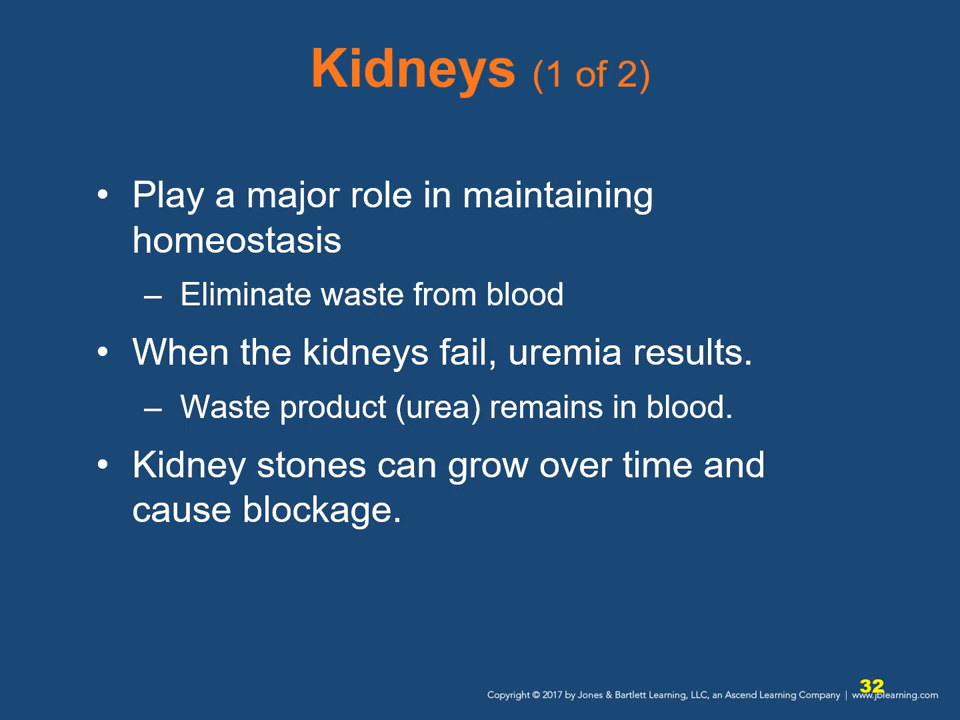 Kidneys (1 of 2)
• Play a major role in maintaining
homeostasis
– Eliminate waste from blood
• When the kidneys fail, uremia results.
– Waste product (urea) remains in blood.
• Kidney stones can grow over time and
cause blockage.
32
Copyright © 2017 by Jones & Bartlett Learning, LLC, an Ascend Learning Company | www.jblearning.com